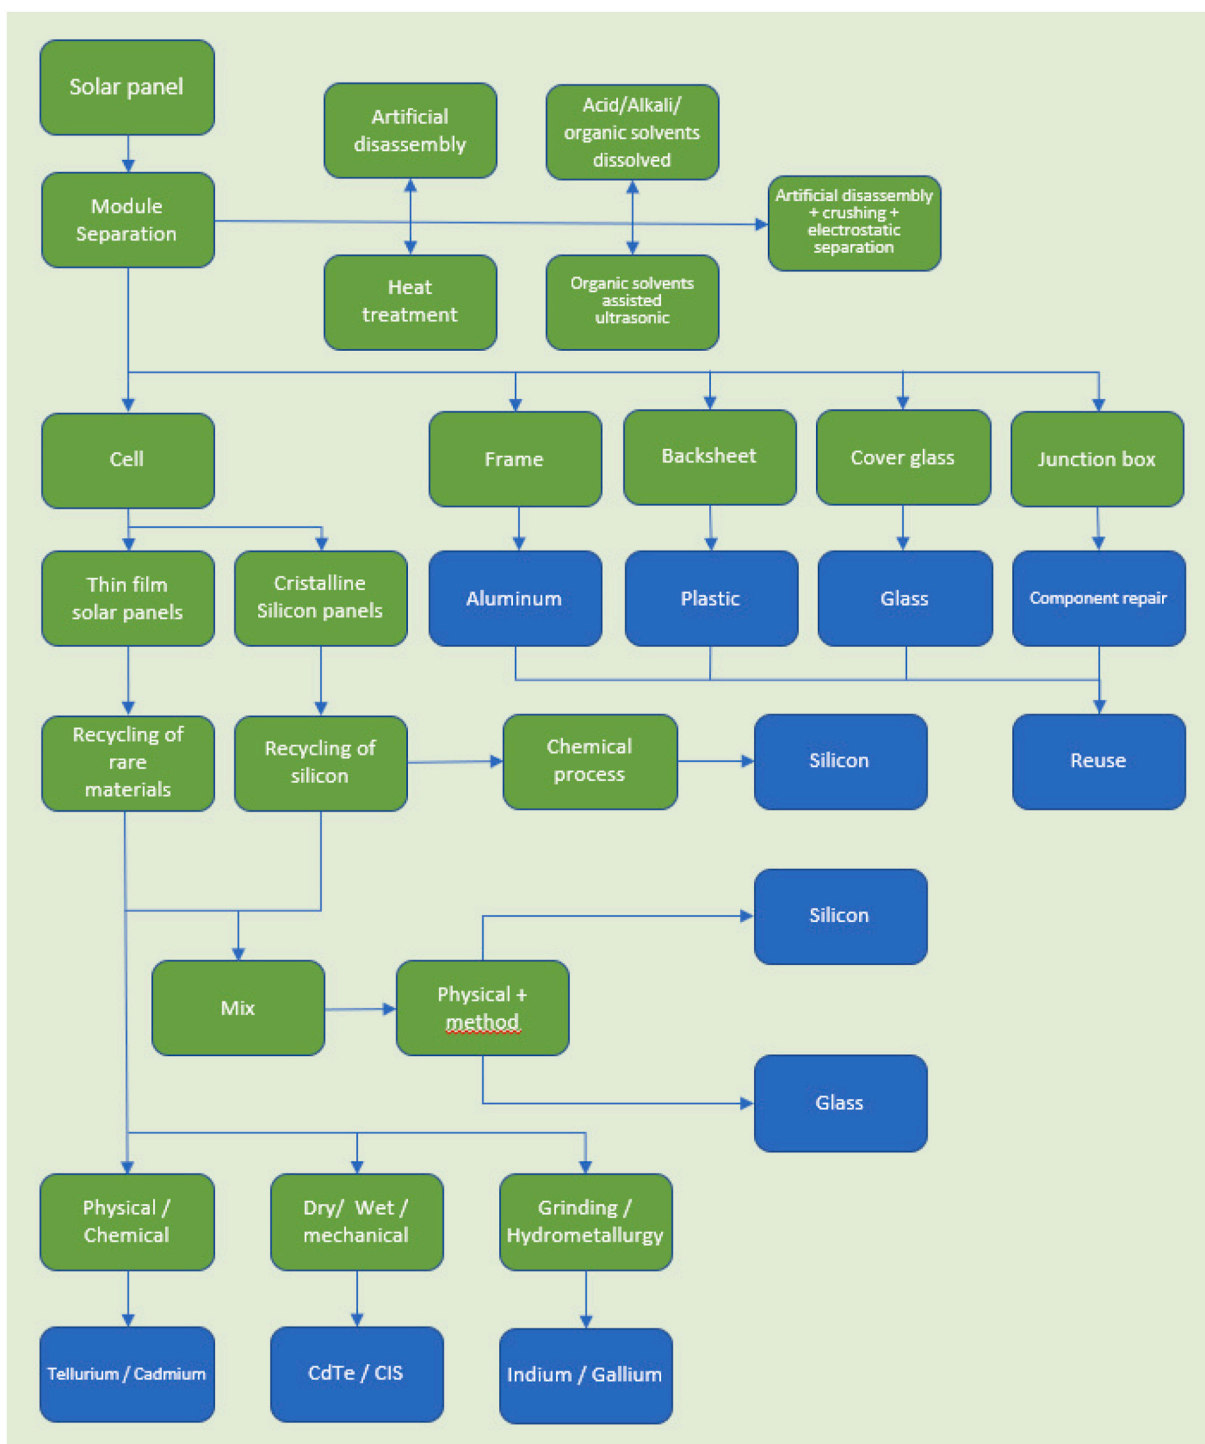 Solar panel
Artificial
disassembly
Acid/Alkali/
organic solvents
dissolved
Module
Separation
Artificial disassembly
+ crushing +
electrostatic
separation
Heat
treatment
Organic solvents
assisted
ultrasonic
Cell
Frame
Backsheet
Cover glass
Junction box
Thin film
solar panels
Cristalline
Silicon panels
Aluminum
Plastic
Glass
Component repair
Recycling of
rare
materials
Recycling of
silicon
Chemical
process
Silicon
Reuse
Silicon
Mix
Physical +
method
Glass
Physical /
Chemical
Dry/ Wet /
mechanical
Grinding /
Hydrometallurgy
Tellurium / Cadmium
CdTe / CIS
Indium / Gallium